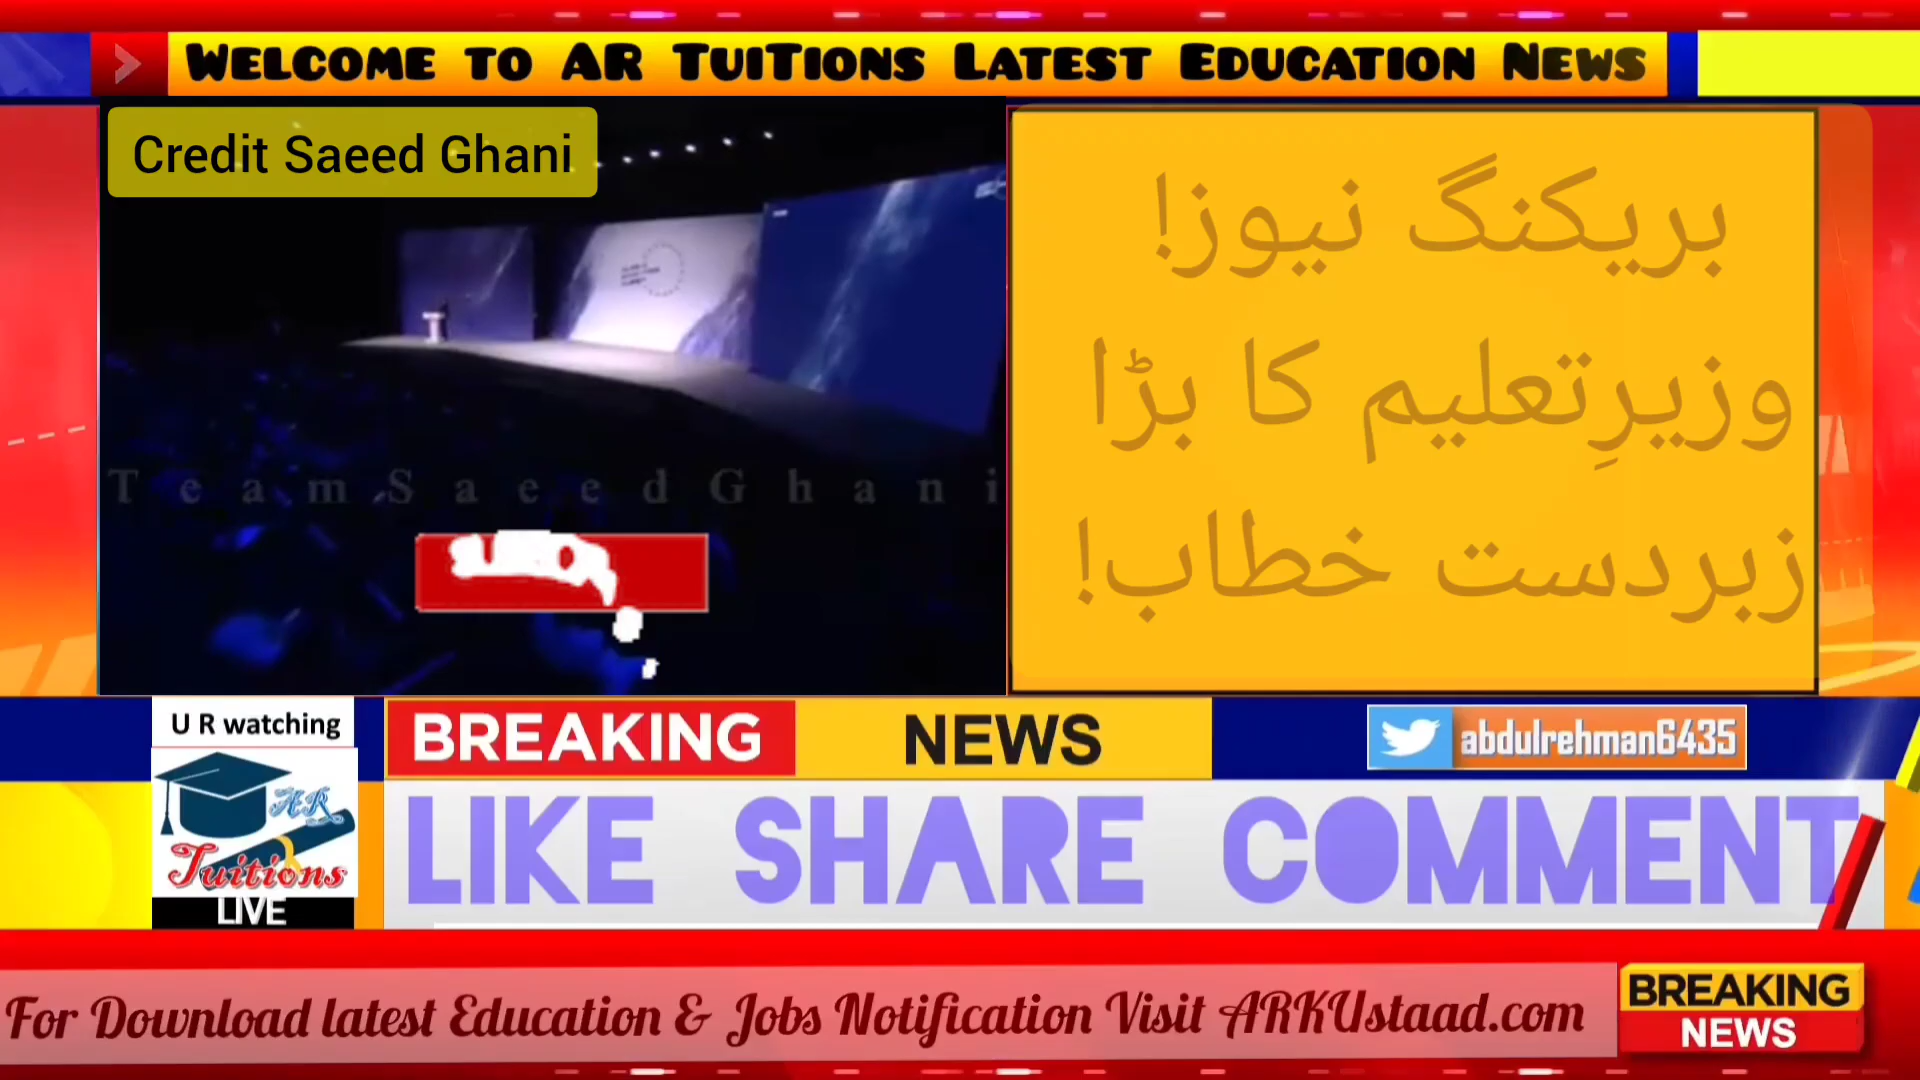 Welcome to AR Tuitions Latest Education News
Credit Saeed Ghani
TeamSaeedGhani
بریکنگ نیوز!
وزیرِتعلیم کا بڑا
زبردست خطاب!
U R watching
AR
Tuitions
LIVE
BREAKING NEWS
abdulrehman6435
LIKE SHARE COMMENT
For Download latest Education & Jobs Notification Visit ARKUstaad.com
BREAKING
NEWS